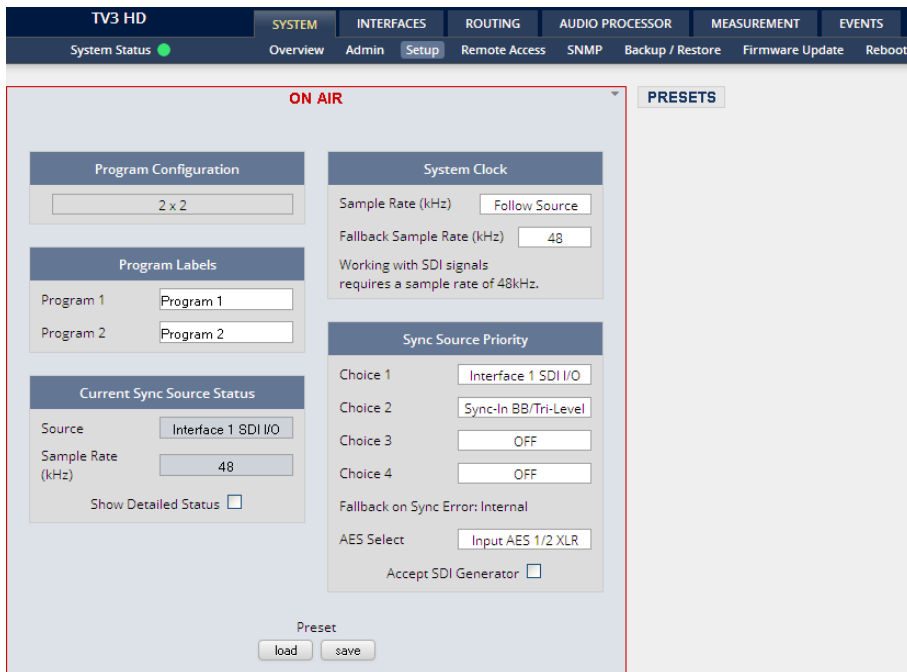 TV3 HD
SYSTEM INTERFACES ROUTING AUDIO PROCESSOR MEASUREMENT EVENTS
System Status
Overview Admin Setup Remote Access SNMP Backup / Restore Firmware Update Reboot
ON AIR
PRESETS
Program Configuration
2 x 2
Program Labels
Program 1 Program 1
Program 2 Program 2
Current Sync Source Status
Source Interface 1 SDI I/O
Sample Rate
(kHz) 48
Show Detailed Status
System Clock
Sample Rate (kHz) Follow Source
Fallback Sample Rate (kHz) 48
Working with SDI signals
requires a sample rate of 48kHz.
Sync Source Priority
Choice 1 Interface 1 SDI I/O
Choice 2 Sync-In BB/Tri-Level
Choice 3 OFF
Choice 4 OFF
Fallback on Sync Error: Internal
AES Select Input AES 1/2 XLR
Accept SDI Generator
Preset
load save